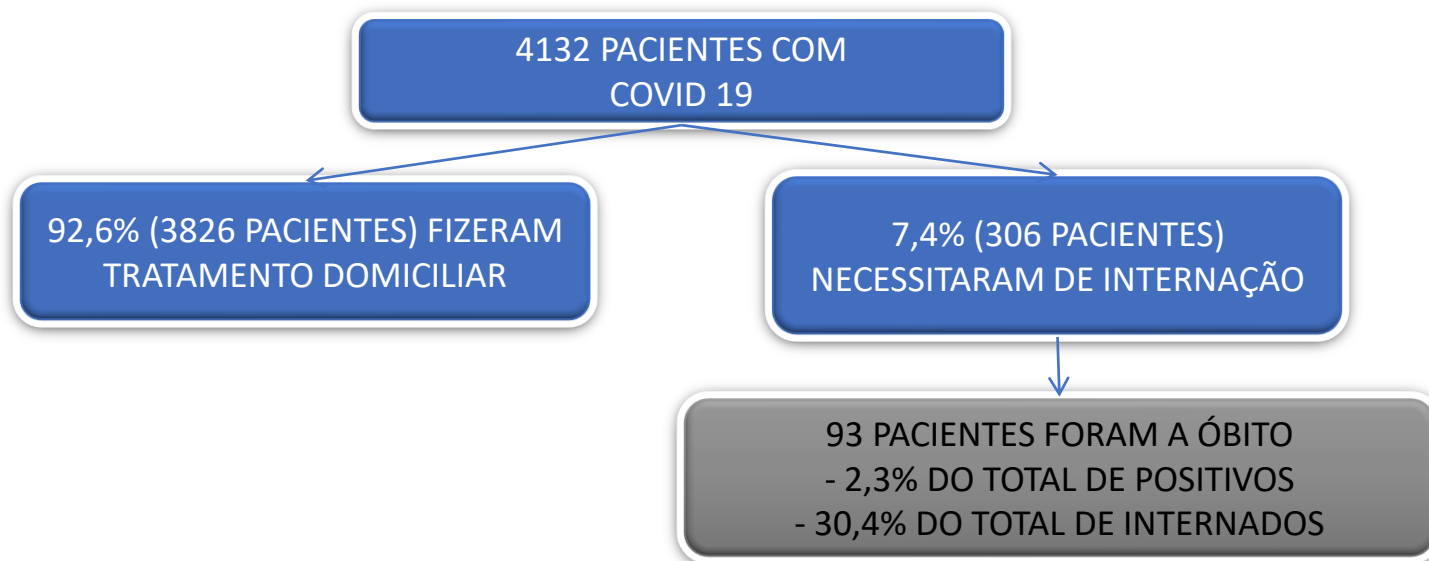 4132 PACIENTES COM
COVID 19
92,6% (3826 PACIENTES) FIZERAM
TRATAMENTO DOMICILIAR
7,4% (306 PACIENTES)
NECESSITARAM DE INTERNAÇÃO
93 PACIENTES FORAM A ÓBITO
- 2,3% DO TOTAL DE POSITIVOS
- 30,4% DO TOTAL DE INTERNADOS